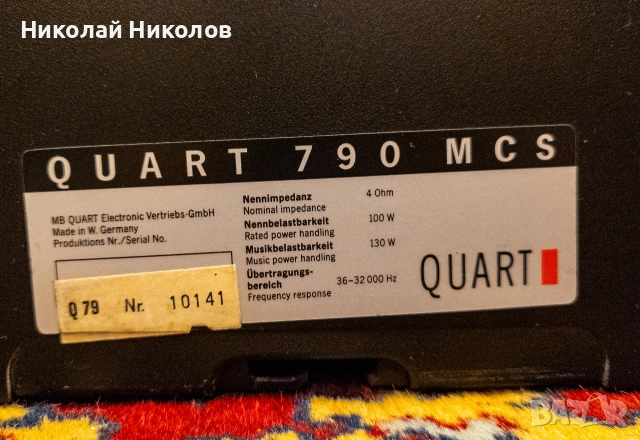 Николай Николов
QUART 790 MCS
MB QUART Electronic Vertriebs-GmbH
Made in W. Germany
Produktions Nr./Serial No.
Nennimpedanz 4 Ohm
Nominal impedance
Nennbelastbarkeit 100 W
Rated power handling
Musikbelastbarkeit 130 W
Music power handling
Übertragungs-
bereich 36–32 000 Hz
Frequency response
QUART
Q 79 Nr. 10141
BAZAR